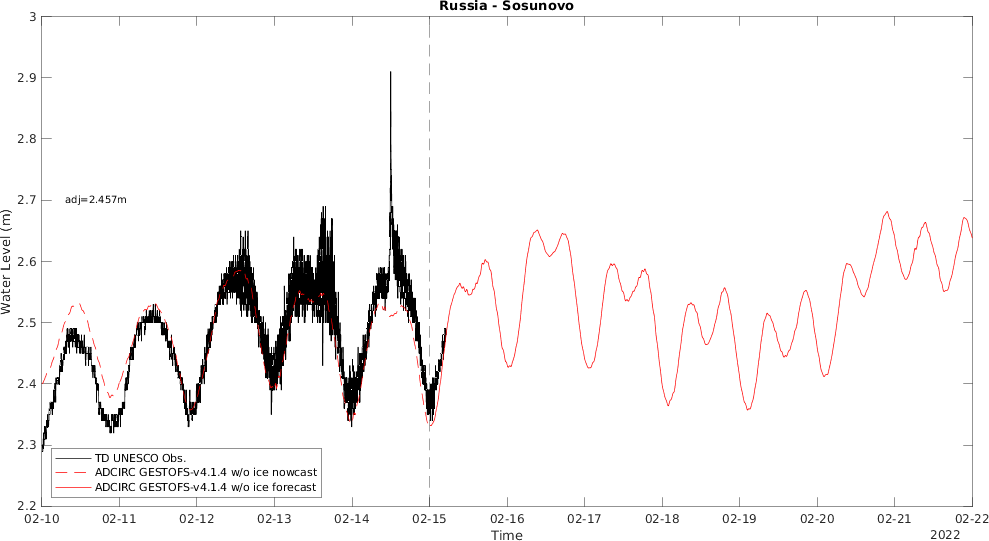 Russia - Sosunovo
3
2.9
2.8
2.7
2.6
2.5
2.4
2.3
2.2
Water Level (m)
adj=2.457m
TD UNESCO Obs.
ADCIRC GESTOFS-v4.1.4 w/o ice nowcast
ADCIRC GESTOFS-v4.1.4 w/o ice forecast
02-10 02-11 02-12 02-13 02-14 02-15 02-16 02-17 02-18 02-19 02-20 02-21 02-22
Time
2022